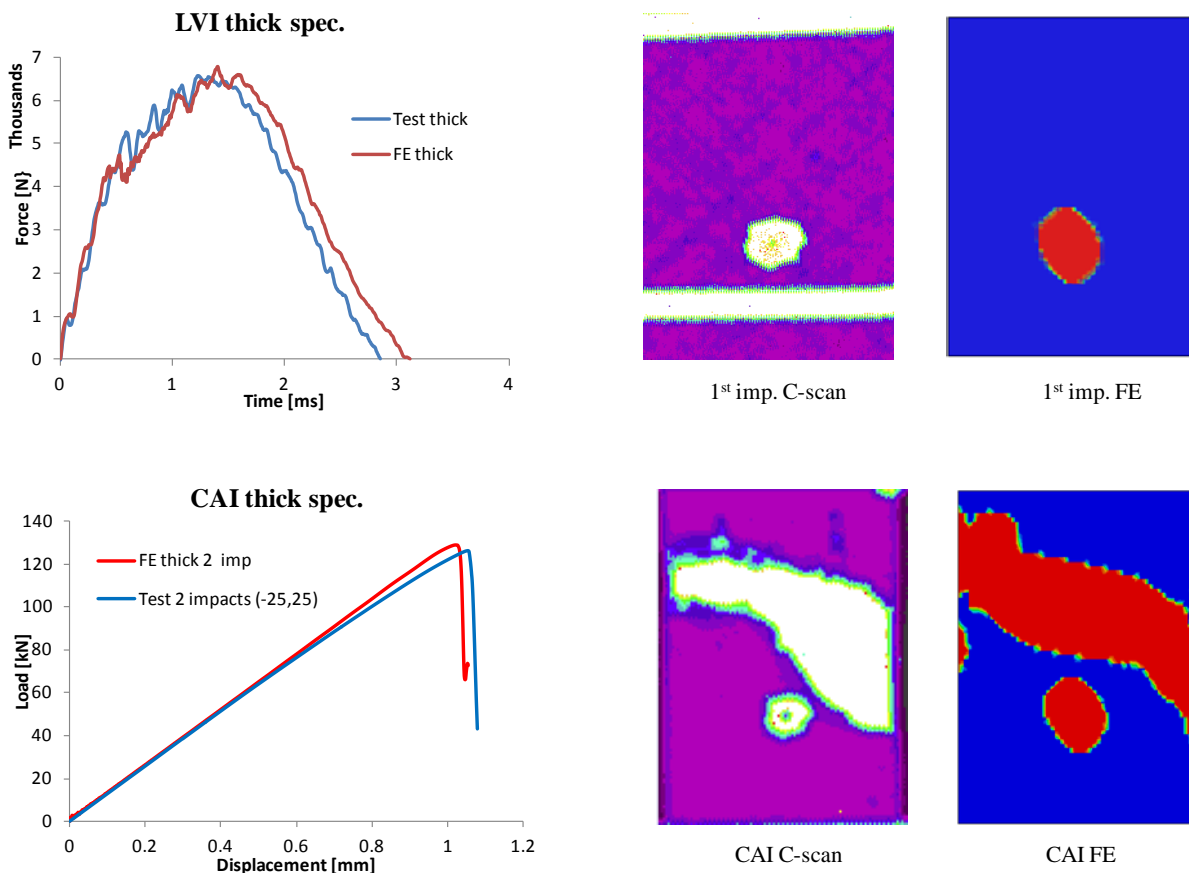 LVI thick spec.
Thousands
Force [N}
7
6
5
4
3
2
1
0
0 1 2 3 4
Time [ms]
Test thick
FE thick
1st imp. C-scan
1st imp. FE
CAI thick spec.
Load [kN]
140
120
100
80
60
40
20
0
0 0.2 0.4 0.6 0.8 1 1.2
Displacement [mm]
FE thick 2 imp
Test 2 impacts (-25,25)
CAI C-scan
CAI FE